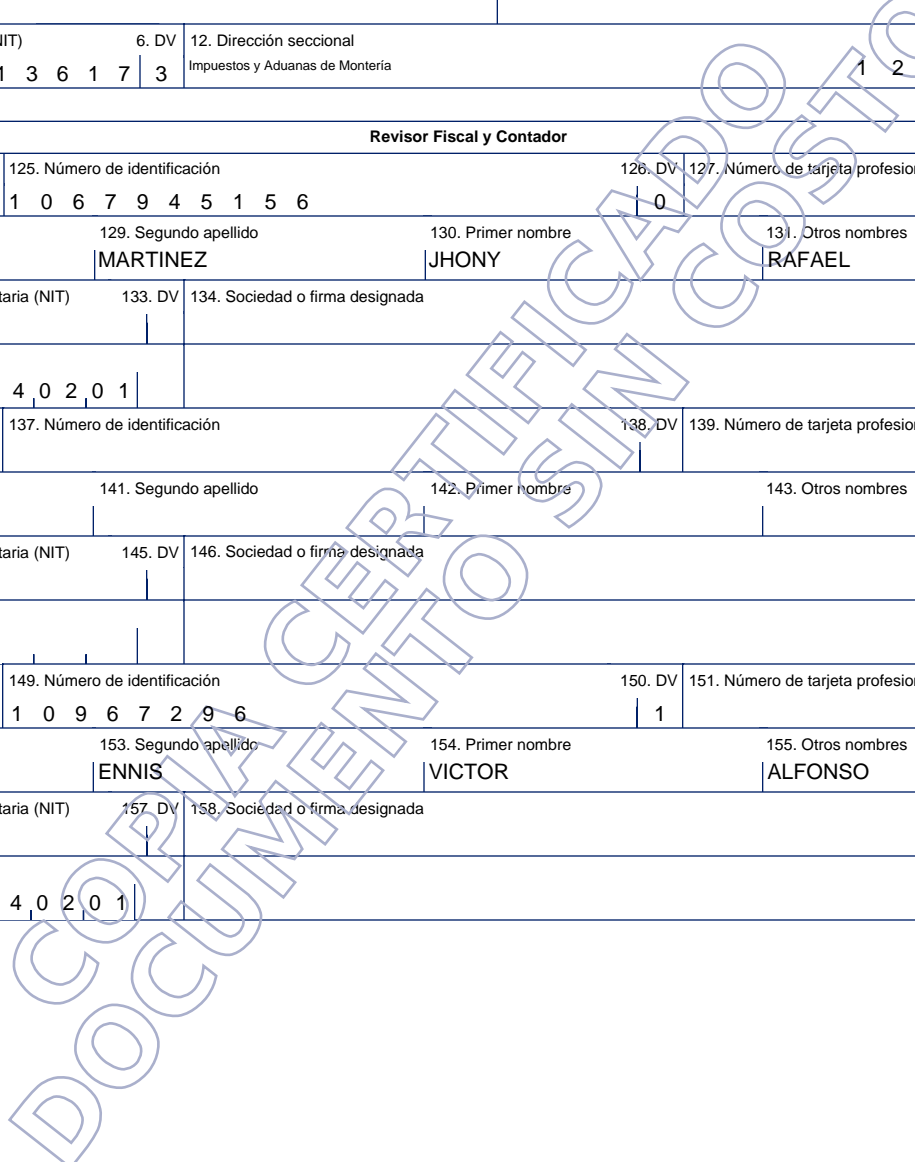 NIT) 6. DV 12. Dirección seccional
1 3 6 1 7 3 Impuestos y Aduanas de Montería 1 2
Revisor Fiscal y Contador
125. Número de identificación 126. DV 127. Número de tarjeta profesion
1 0 6 7 9 4 5 1 5 6 0
129. Segundo apellido 130. Primer nombre 131. Otros nombres
MARTINEZ JHONY RAFAEL
taria (NIT) 133. DV 134. Sociedad o firma designada
4 0 2 0 1
137. Número de identificación 138. DV 139. Número de tarjeta profesion
141. Segundo apellido 142. Primer nombre 143. Otros nombres
taria (NIT) 145. DV 146. Sociedad o firma designada
149. Número de identificación 150. DV 151. Número de tarjeta profesion
1 0 9 6 7 2 9 6 1
153. Segundo apellido 154. Primer nombre 155. Otros nombres
ENNIS VICTOR ALFONSO
taria (NIT) 157. DV 158. Sociedad o firma designada
4 0 2 0 1
COPIA CERTIFICADO
DOCUMENTO SIN COSTO